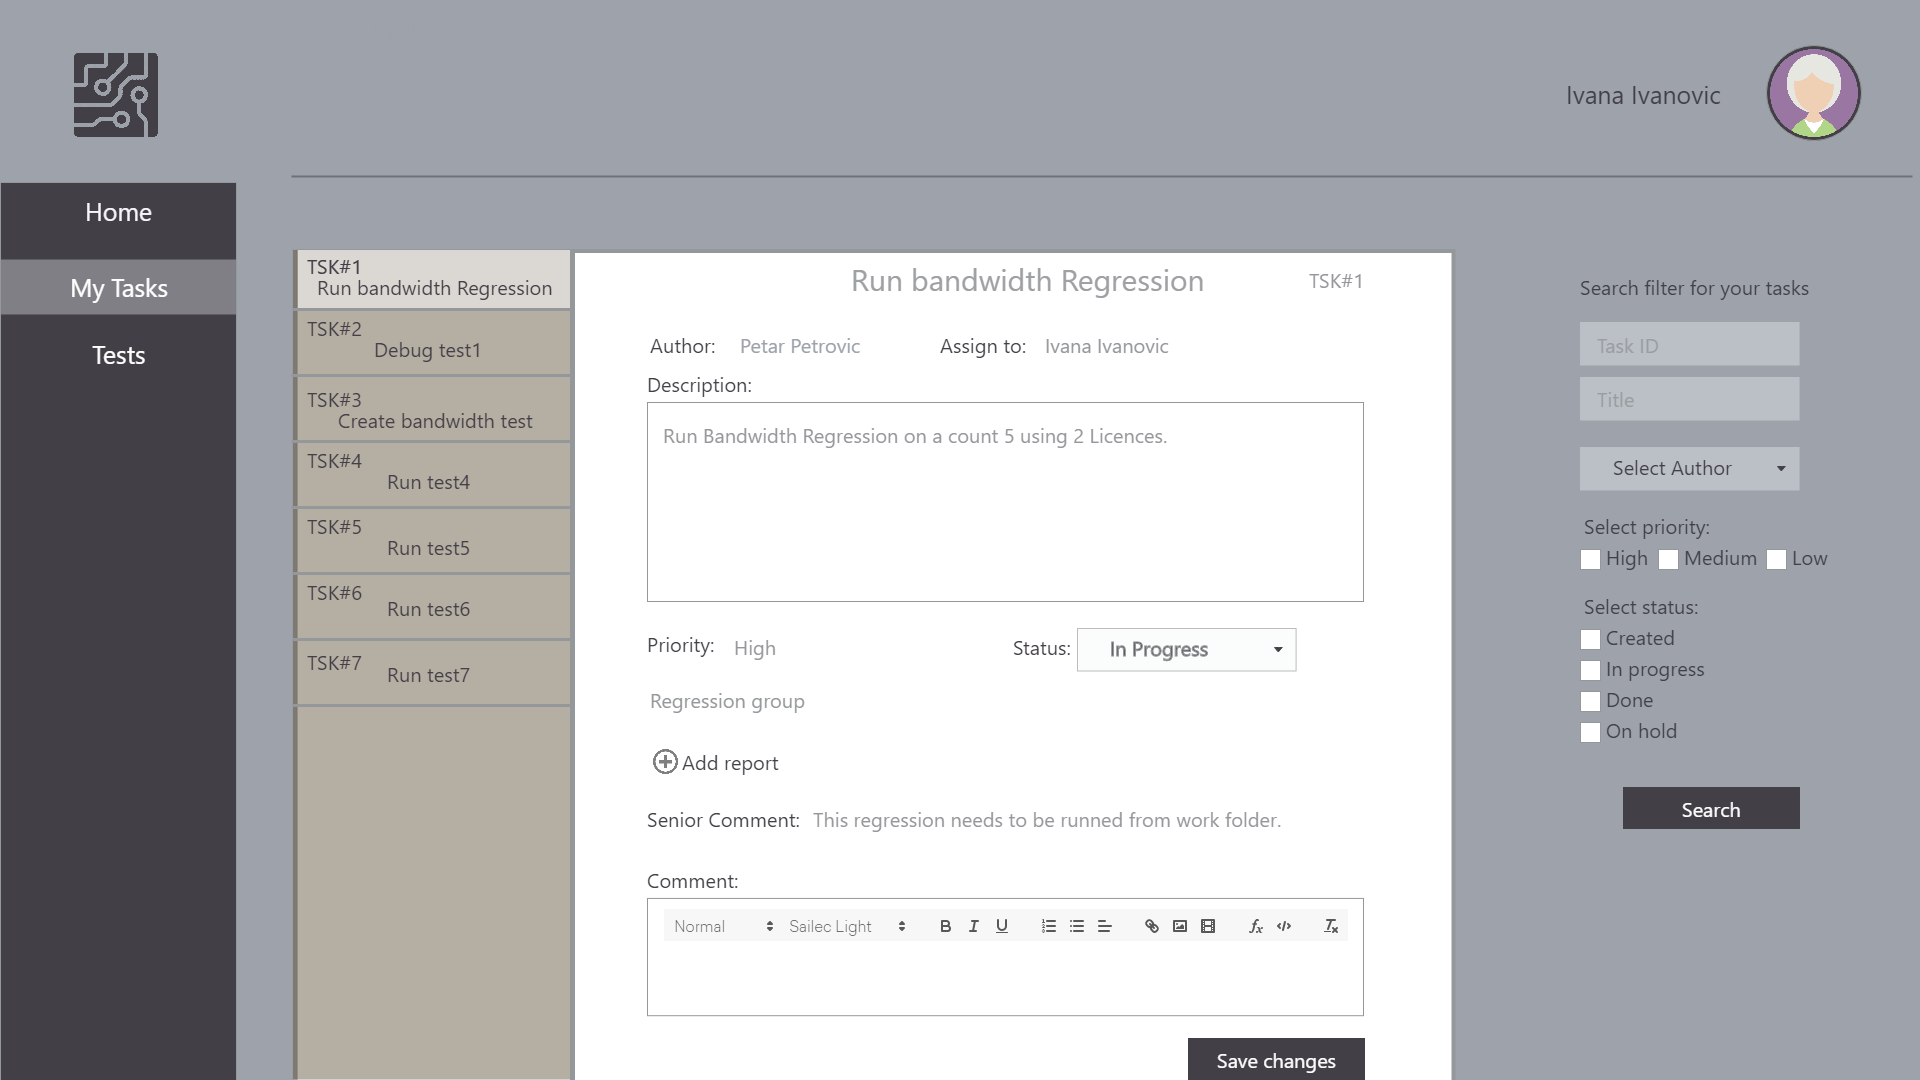 Ivana Ivanovic
Home
My Tasks
Tests
TSK#1
Run bandwidth Regression
TSK#2
Debug test1
TSK#3
Create bandwidth test
TSK#4
Run test4
TSK#5
Run test5
TSK#6
Run test6
TSK#7
Run test7
Run bandwidth Regression TSK#1
Author: Petar Petrovic Assign to: Ivana Ivanovic
Description:
Run Bandwidth Regression on a count 5 using 2 Licences.
Priority: High Status: In Progress
Regression group
Add report
Senior Comment: This regression needs to be runned from work folder.
Comment:
Normal Sailec Light B I U fx </> Tx
Save changes
Search filter for your tasks
Task ID
Title
Select Author
Select priority:
High Medium Low
Select status:
Created
In progress
Done
On hold
Search